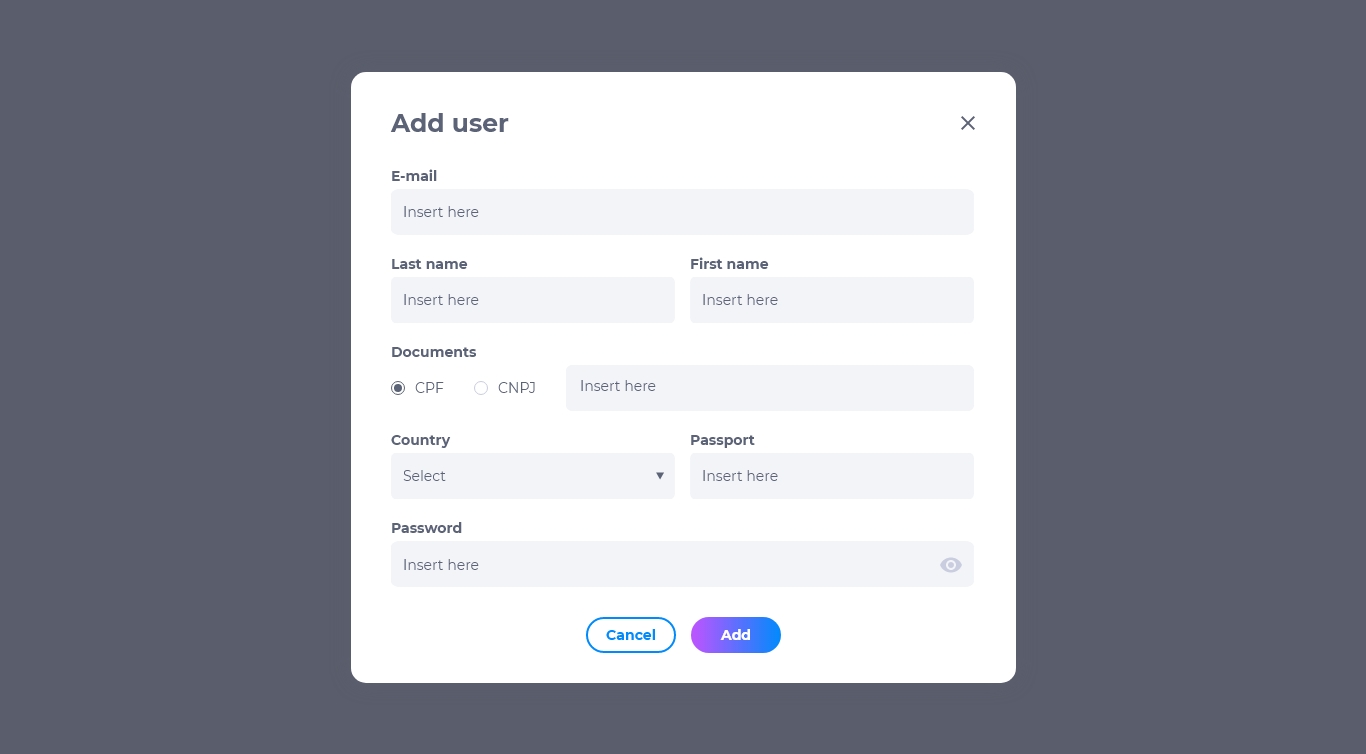 Add user
E-mail
Insert here
Last name First name
Insert here Insert here
Documents
CPF CNPJ Insert here
Country Passport
Select Insert here
Password
Insert here
Cancel Add